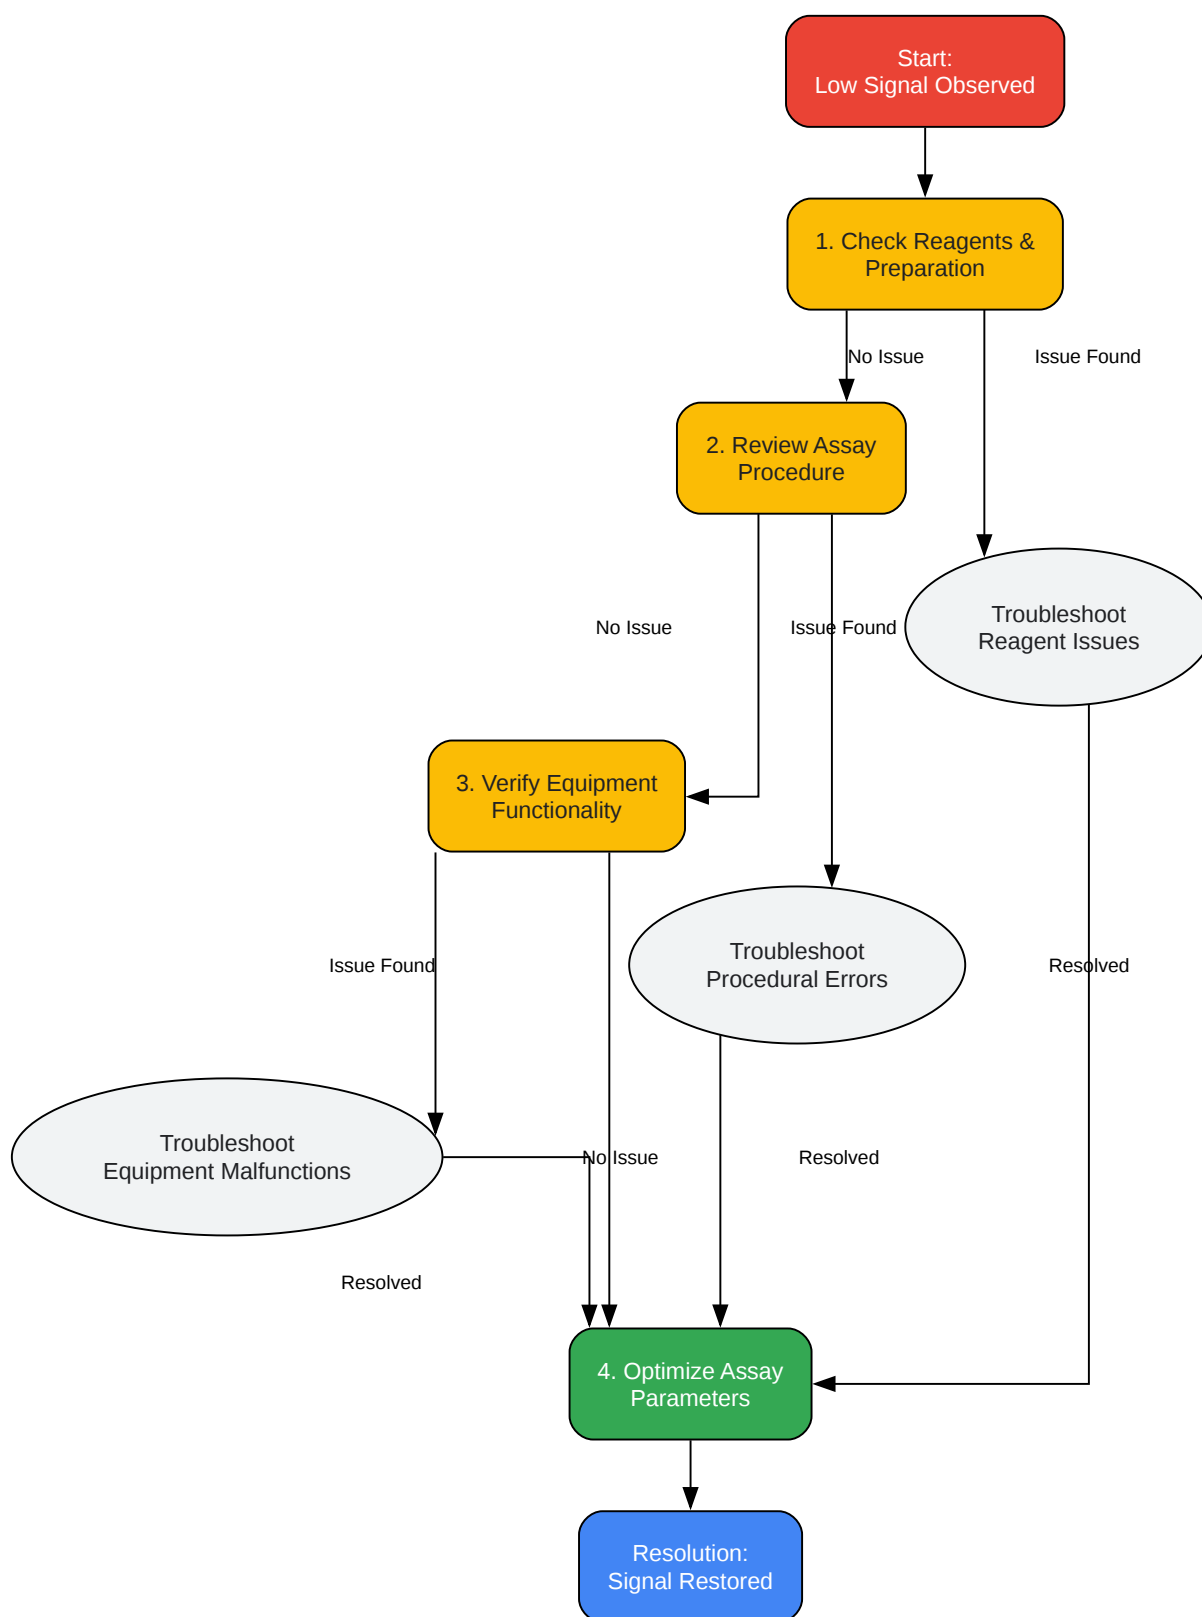 Start:
Low Signal Observed
1. Check Reagents &
Preparation
No Issue
Issue Found
2. Review Assay
Procedure
No Issue
Issue Found
Troubleshoot
Reagent Issues
3. Verify Equipment
Functionality
Issue Found
Troubleshoot
Procedural Errors
Resolved
Troubleshoot
Equipment Malfunctions
No Issue
Resolved
Resolved
4. Optimize Assay
Parameters
Resolution:
Signal Restored